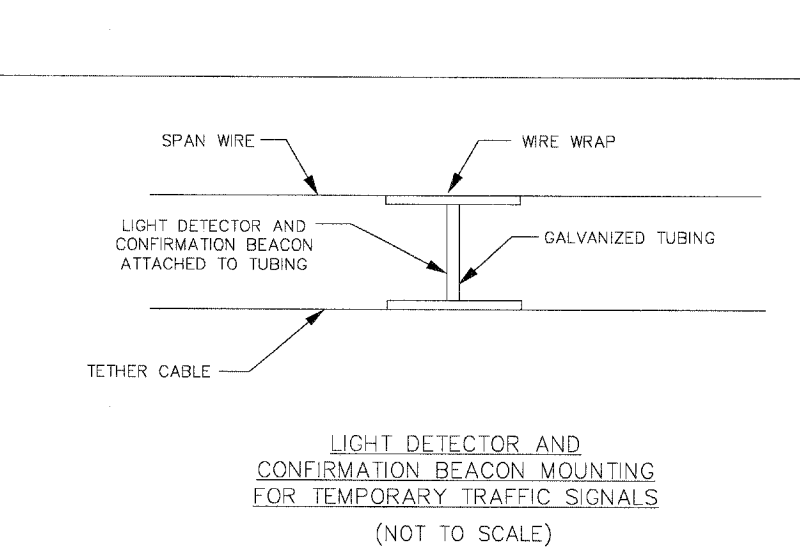 SPAN WIRE
WIRE WRAP
LIGHT DETECTOR AND
CONFIRMATION BEACON
ATTACHED TO TUBING
GALVANIZED TUBING
TETHER CABLE
LIGHT DETECTOR AND
CONFIRMATION BEACON MOUNTING
FOR TEMPORARY TRAFFIC SIGNALS
(NOT TO SCALE)